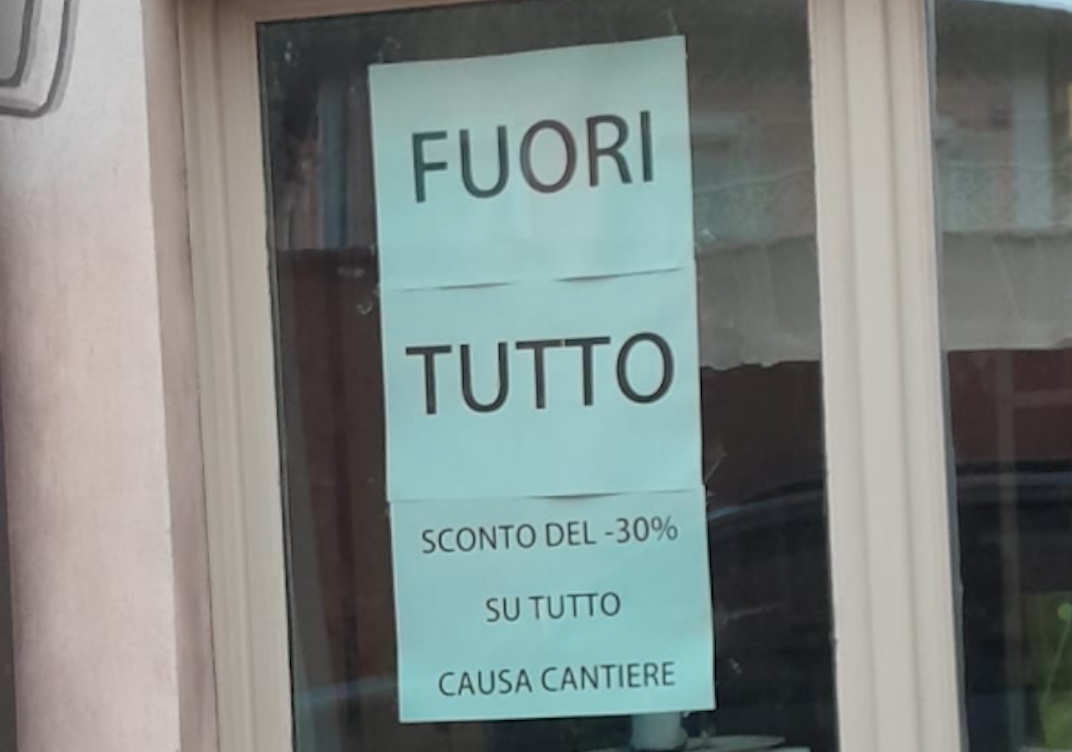 FUORI
TUTTO
SCONTO DEL -30%
SU TUTTO
CAUSA CANTIERE